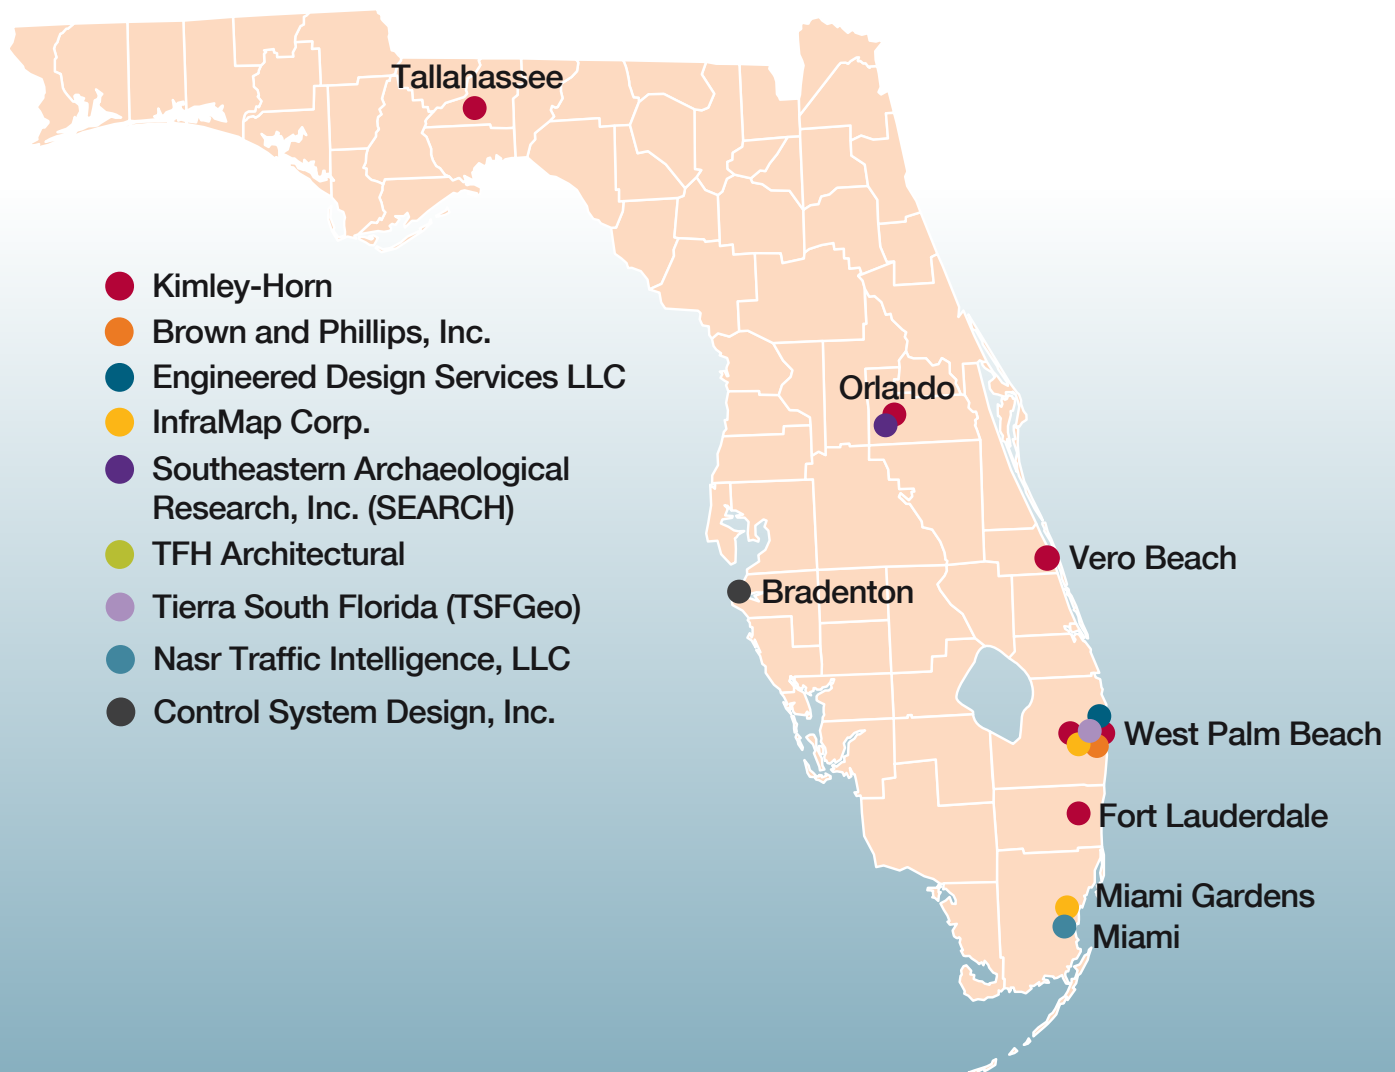 Tallahassee
Kimley-Horn
Brown and Phillips, Inc.
Engineered Design Services LLC
InfraMap Corp.
Southeastern Archaeological
Research, Inc. (SEARCH)
TFH Architectural
Tierra South Florida (TSFGeo)
Nasr Traffic Intelligence, LLC
Control System Design, Inc.
Orlando
Vero Beach
Bradenton
West Palm Beach
Fort Lauderdale
Miami Gardens
Miami